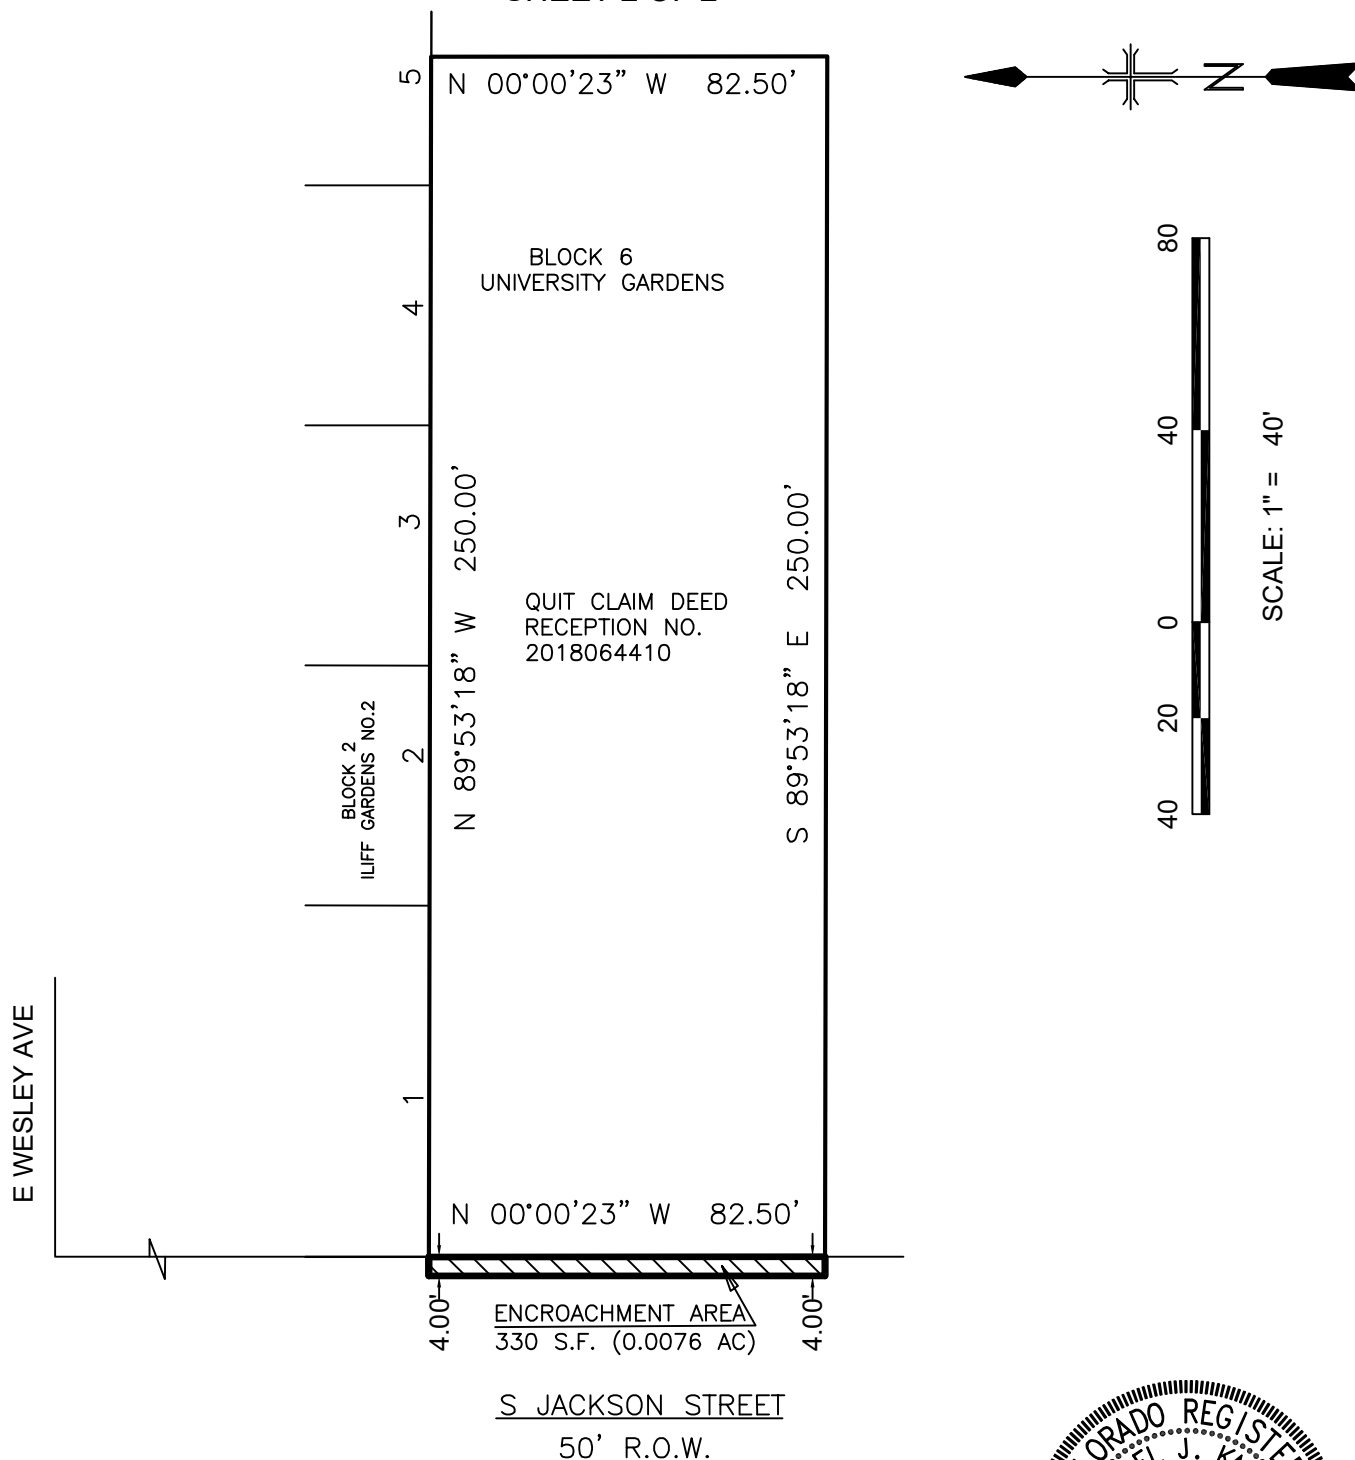 5
N 00°00'23" W 82.50'
N
BLOCK 6
UNIVERSITY GARDENS
4
3
N 89°53'18" W 250.00'
S 89°53'18" E 250.00'
QUIT CLAIM DEED
RECEPTION NO.
2018064410
BLOCK 2
ILIFF GARDENS NO.2
2
80
40
0
20
40
SCALE: 1" = 40'
E WESLEY AVE
1
N 00°00'23" W 82.50'
4.00'
ENCROACHMENT AREA
330 S.F. (0.0076 AC)
4.00'
S JACKSON STREET
50' R.O.W.